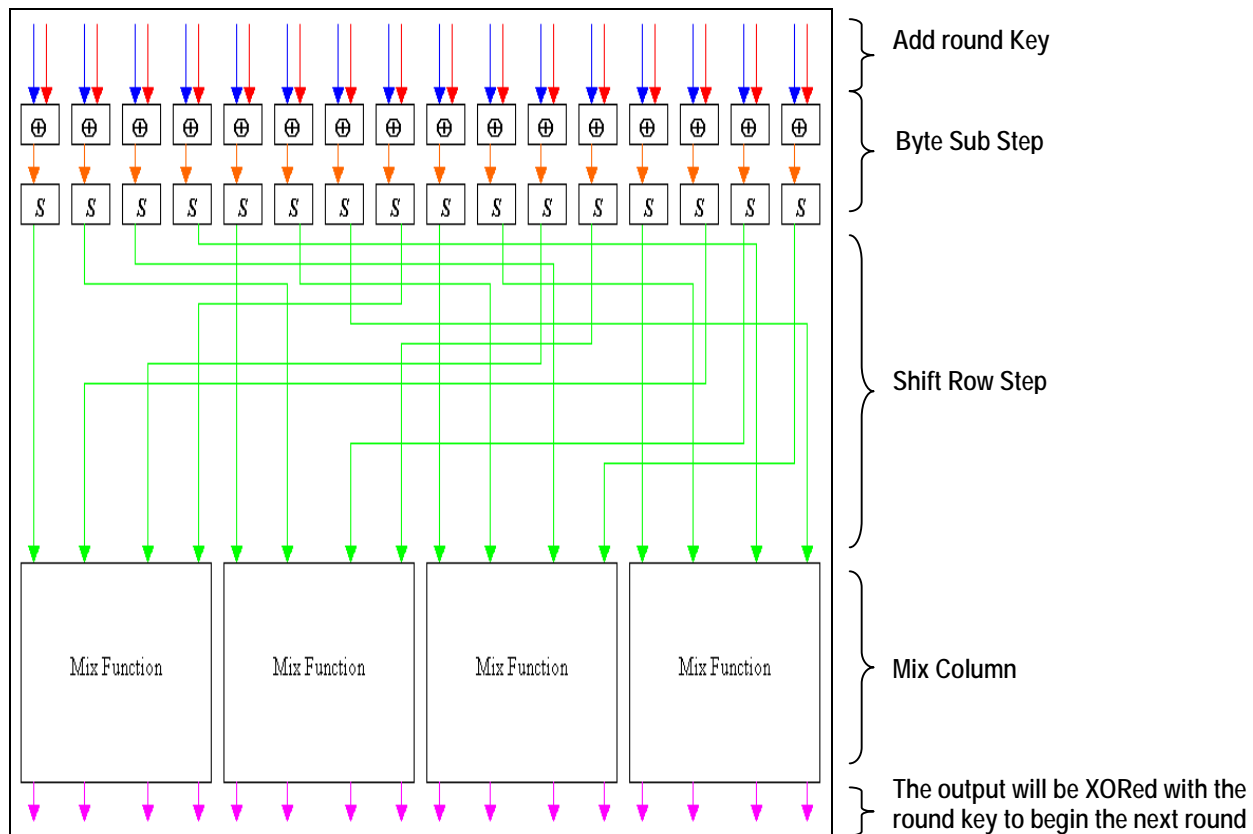 Add round Key
⊕ ⊕ ⊕ ⊕ ⊕ ⊕ ⊕ ⊕ ⊕ ⊕ ⊕ ⊕ ⊕ ⊕ ⊕ ⊕
Byte Sub Step
S S S S S S S S S S S S S S S S
Shift Row Step
Mix Function Mix Function Mix Function Mix Function
Mix Column
The output will be XORed with the
round key to begin the next round